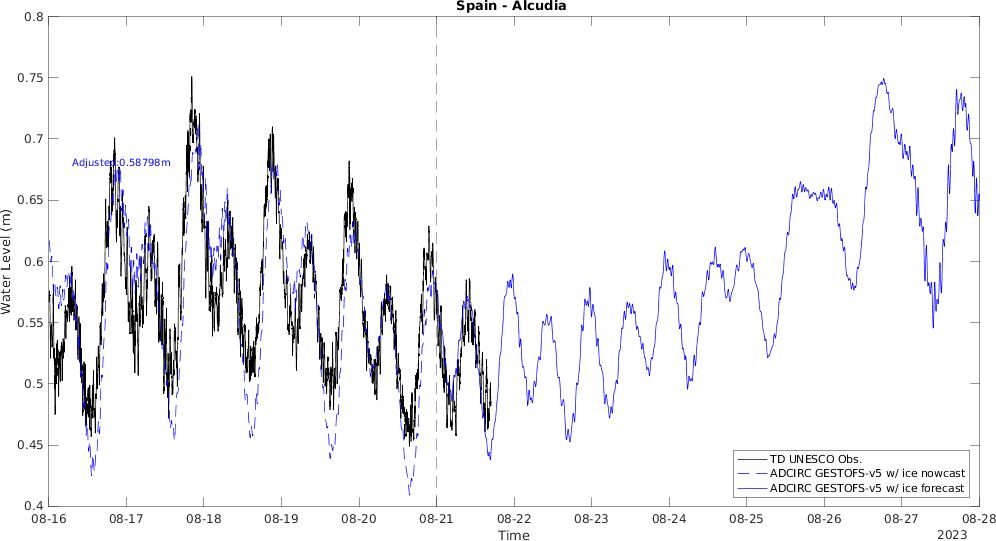 Spain - Alcudia
0.8
0.75
0.7
0.65
0.6
0.55
0.5
0.45
0.4
Water Level (m)
Adjusted:0.58798m
TD UNESCO Obs.
ADCIRC GESTOFS-v5 w/ ice nowcast
ADCIRC GESTOFS-v5 w/ ice forecast
08-16 08-17 08-18 08-19 08-20 08-21 08-22 08-23 08-24 08-25 08-26 08-27 08-28
Time
2023